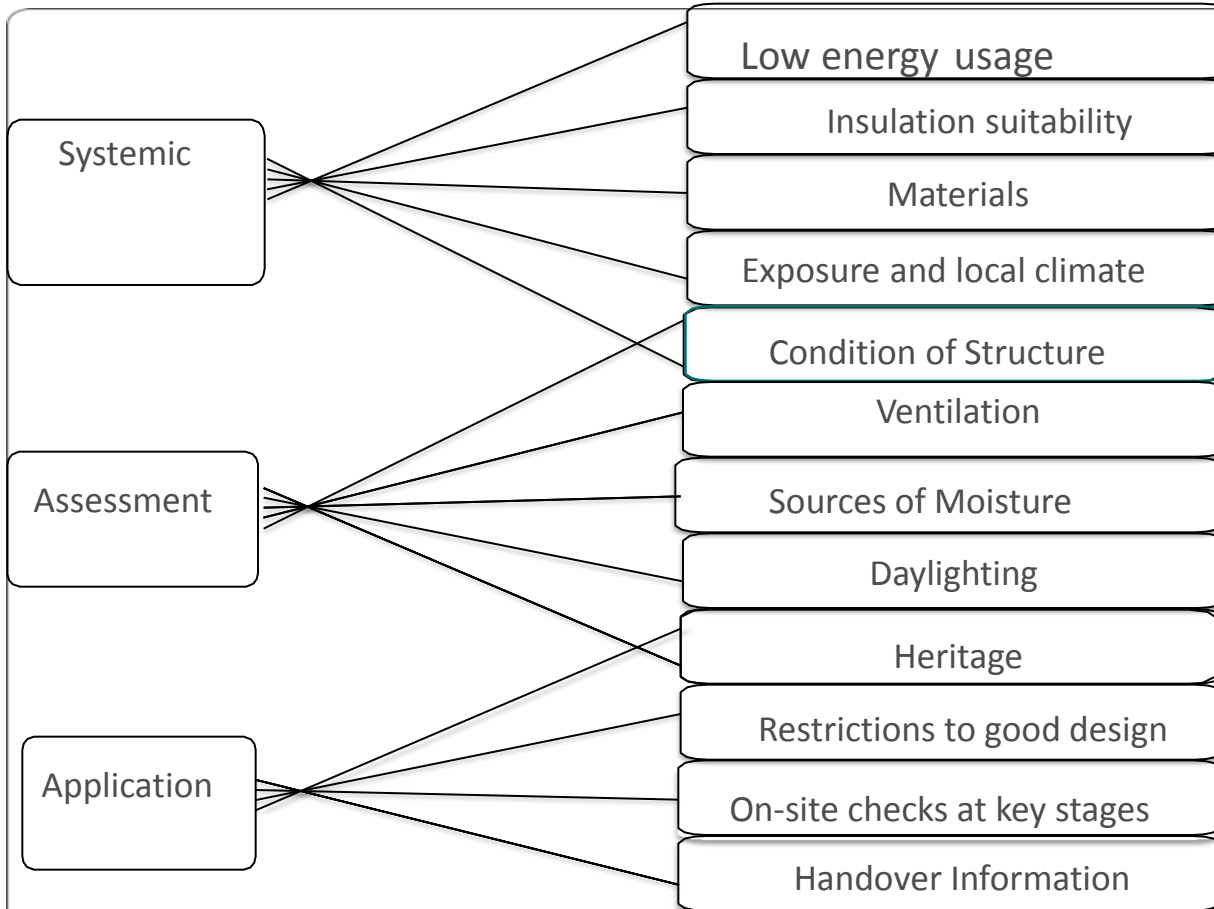 Systemic
Assessment
Application
Low energy usage
Insulation suitability
Materials
Exposure and local climate
Condition of Structure
Ventilation
Sources of Moisture
Daylighting
Heritage
Restrictions to good design
On-site checks at key stages
Handover Information